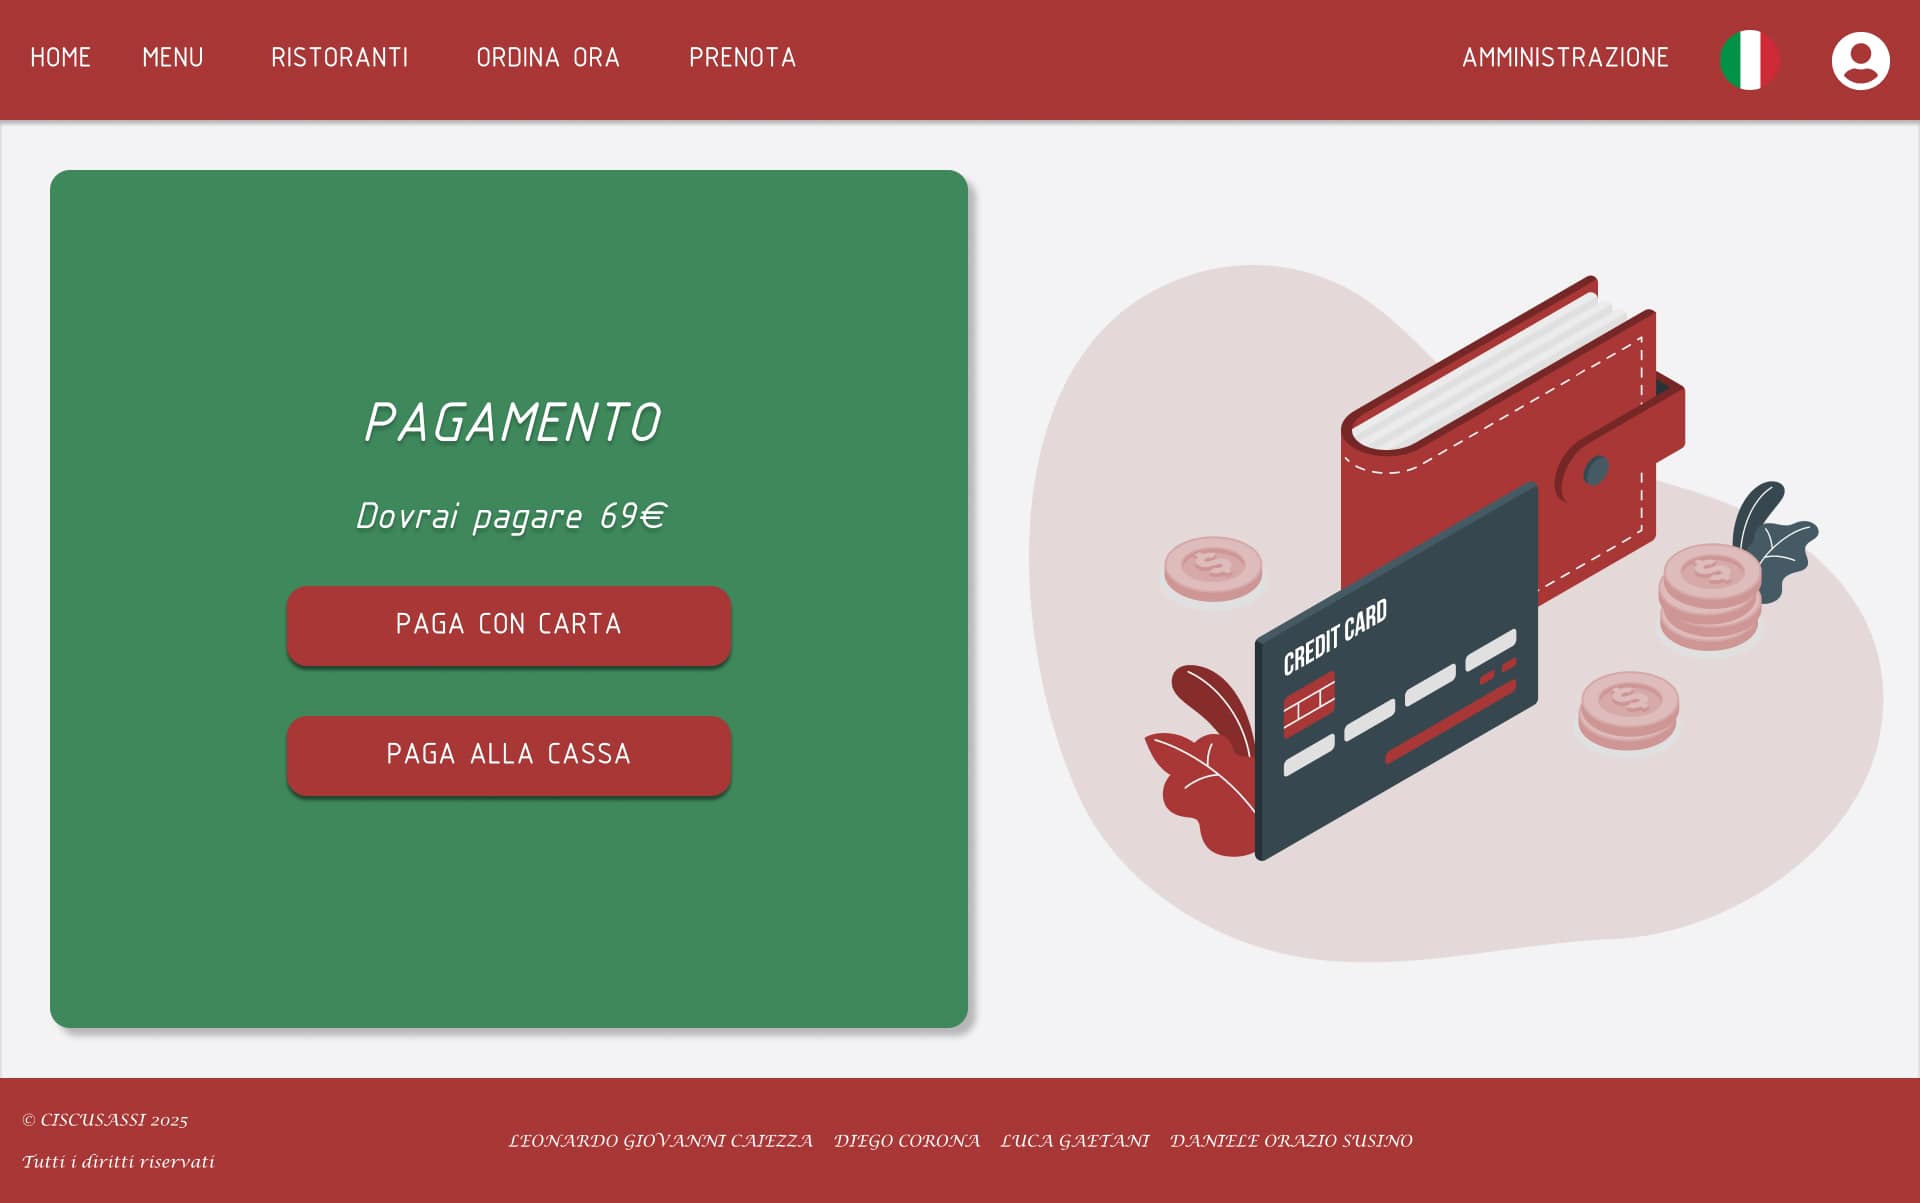 HOME MENU RISTORANTI ORDINA ORA PRENOTA AMMINISTRAZIONE
PAGAMENTO
Dovrai pagare 69€
PAGA CON CARTA
PAGA ALLA CASSA
CREDIT CARD
© CISCUSASSI 2025
Tutti i diritti riservati
LEONARDO GIOVANNI CAIEZZA DIEGO CORONA LUCA GAETANI DANIELE ORAZIO SUSINO